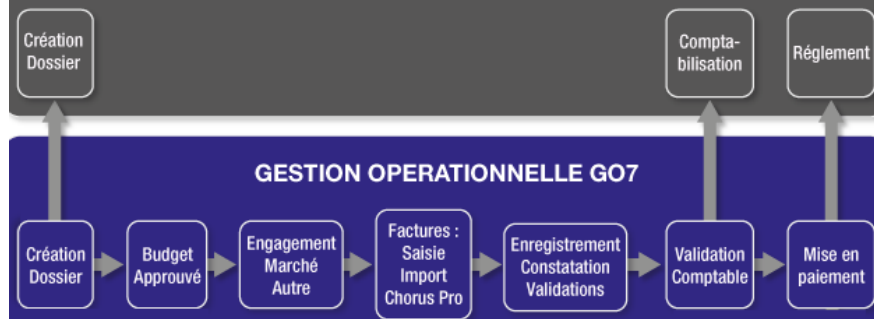 Création
Dossier
Compta-
bilisation
Réglement
GESTION OPERATIONNELLE GO7
Création
Dossier
Budget
Approuvé
Engagement
Marché
Autre
Factures :
Saisie
Import
Chorus Pro
Enregistrement
Constatation
Validations
Validation
Comptable
Mise en
paiement